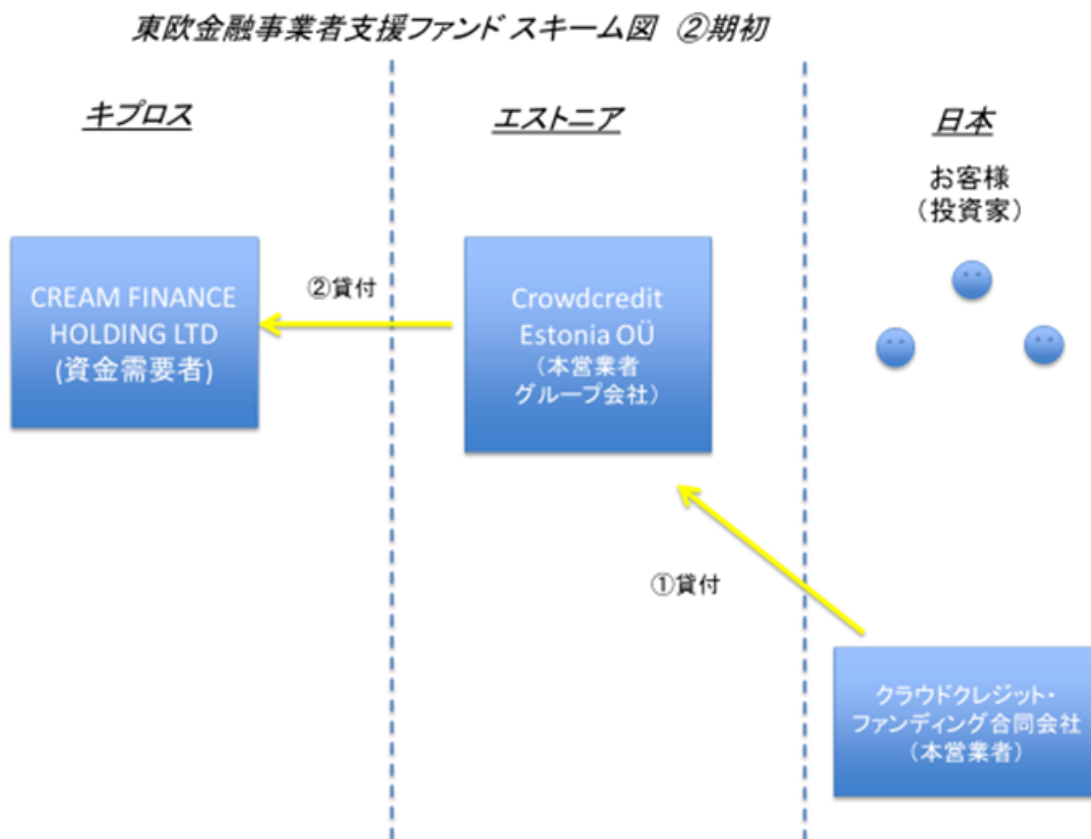 東欧金融事業者支援ファンド スキーム図 ②期初
キプロス
エストニア
日本
お客様
（投資家）
CREAM FINANCE
HOLDING LTD
(資金需要者)
②貸付
Crowdcredit
Estonia OÜ
（本営業者
グループ会社）
①貸付
クラウドクレジット・
ファンディング合同会社
（本営業者）